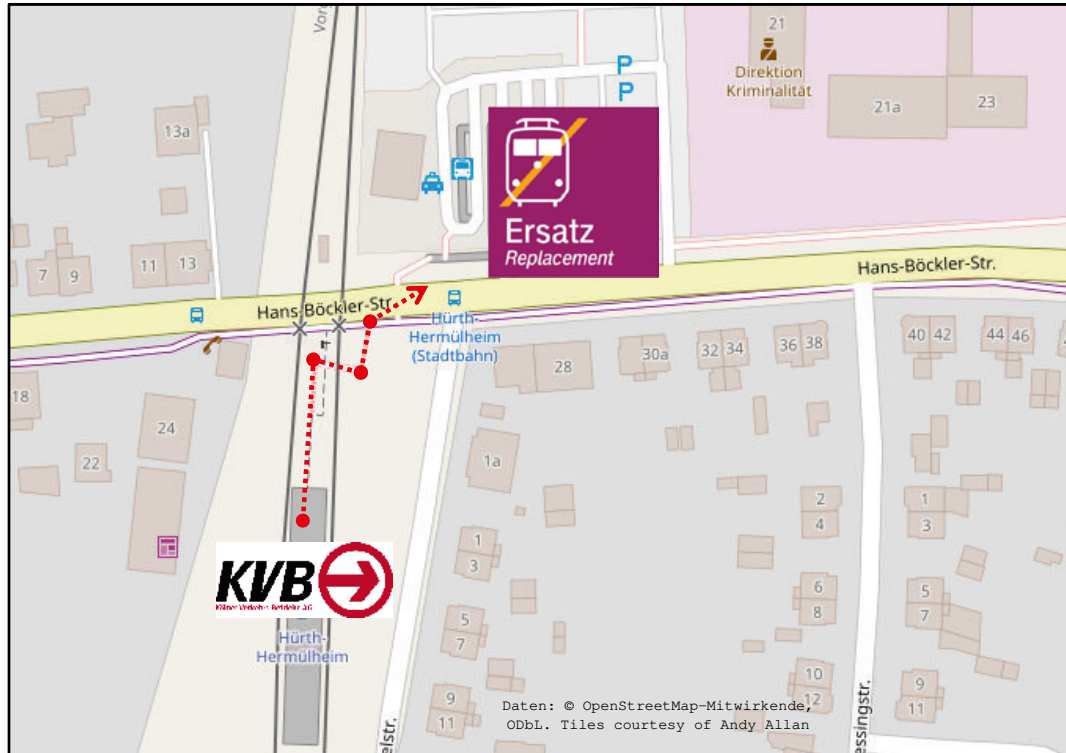 Vorg
21
P
P
Direktion
Kriminalität
21a
23
13a
Ersatz
Replacement
7
9
11
13
Hans-Böckler-Str.
Hans-Böckler-Str.
Hürth-
Hermülheim
(Stadtbahn)
28
30a
32
34
36
38
40
42
44
46
18
24
22
1a
2
4
1
3
1
3
KVB
Kölner Verkehrs-Betriebe AG
Hürth-
Hermülheim
5
7
6
8
5
7
9
11
10
12
9
11
elstr.
essingstr.
Daten: © OpenStreetMap-Mitwirkende,
ODbL. Tiles courtesy of Andy Allan